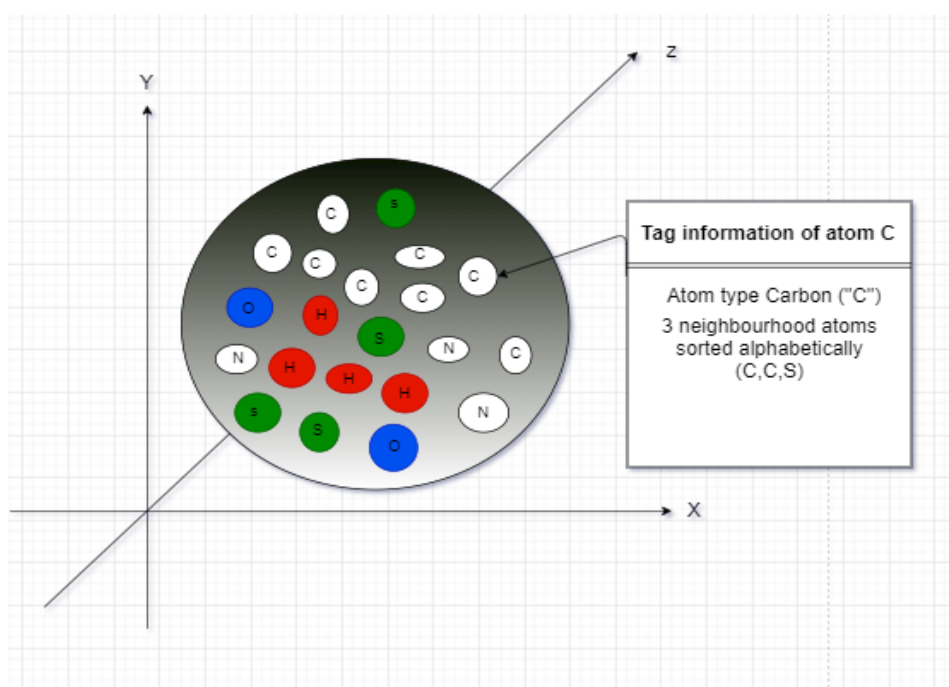 Z
Y
C
s
C
C
C
C
C
C
O
H
S
N
N
C
H
H
H
s
S
N
O
X
Tag information of atom C
Atom type Carbon ("C")
3 neighbourhood atoms
sorted alphabetically
(C,C,S)